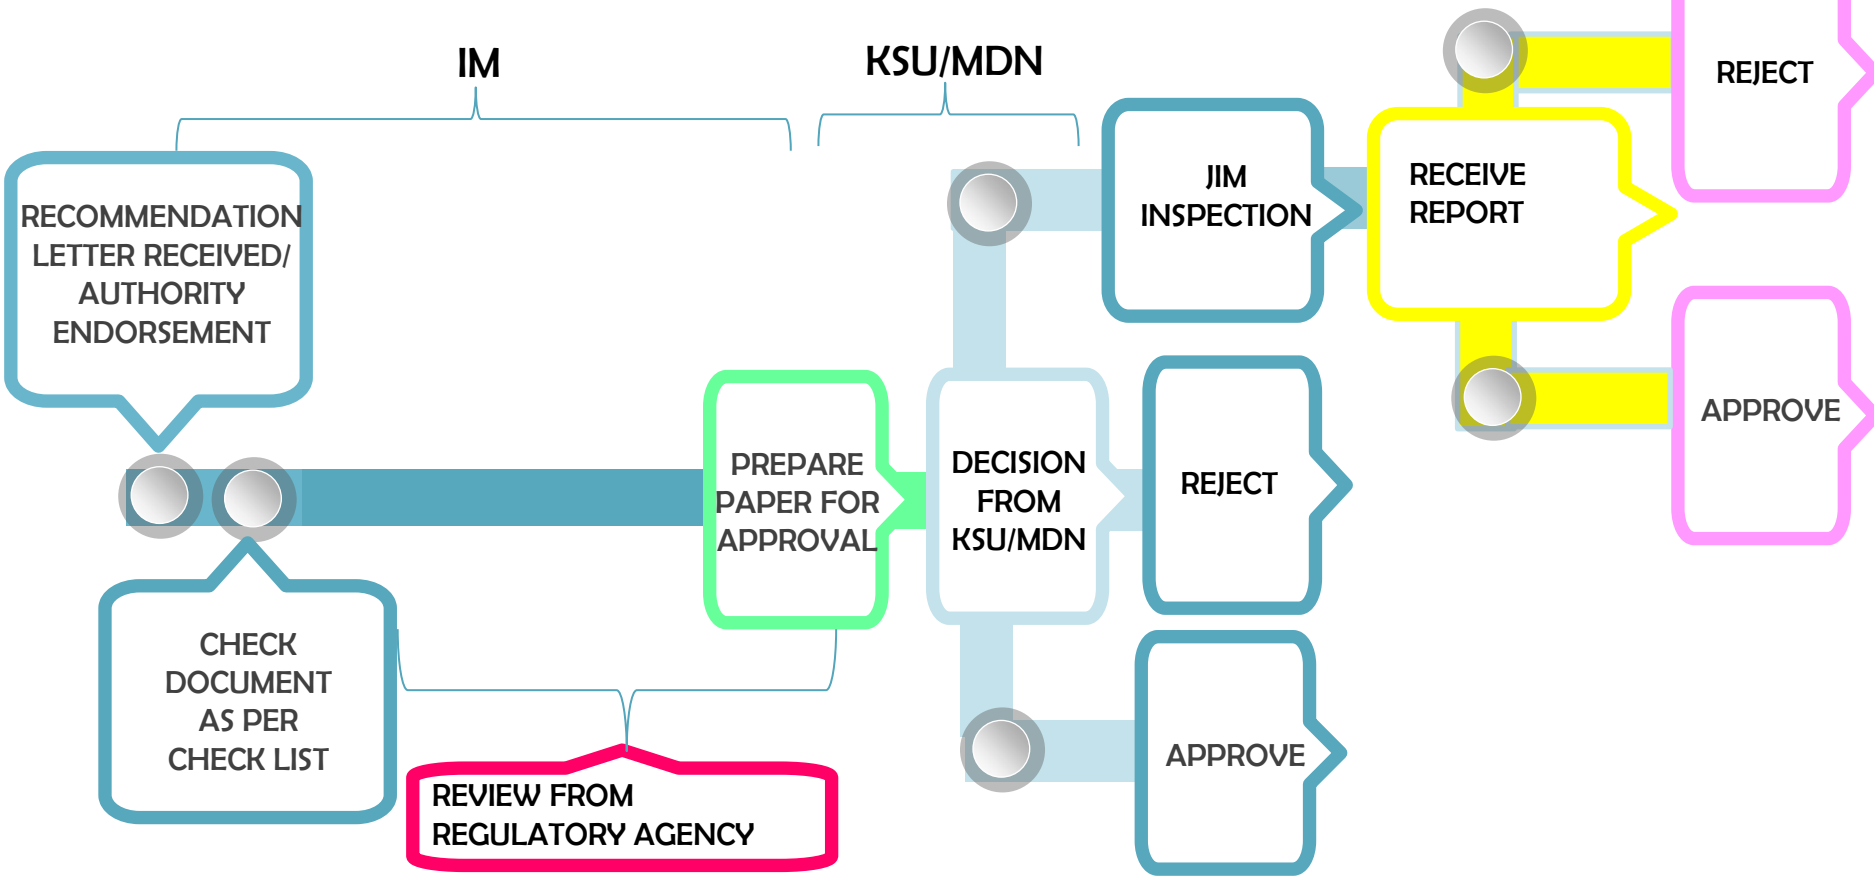 IM
KSU/MDN
RECOMMENDATION
LETTER RECEIVED/
AUTHORITY
ENDORSEMENT
CHECK
DOCUMENT
AS PER
CHECK LIST
REVIEW FROM
REGULATORY AGENCY
PREPARE
PAPER FOR
APPROVAL
DECISION
FROM
KSU/MDN
JIM
INSPECTION
REJECT
APPROVE
RECEIVE
REPORT
REJECT
APPROVE